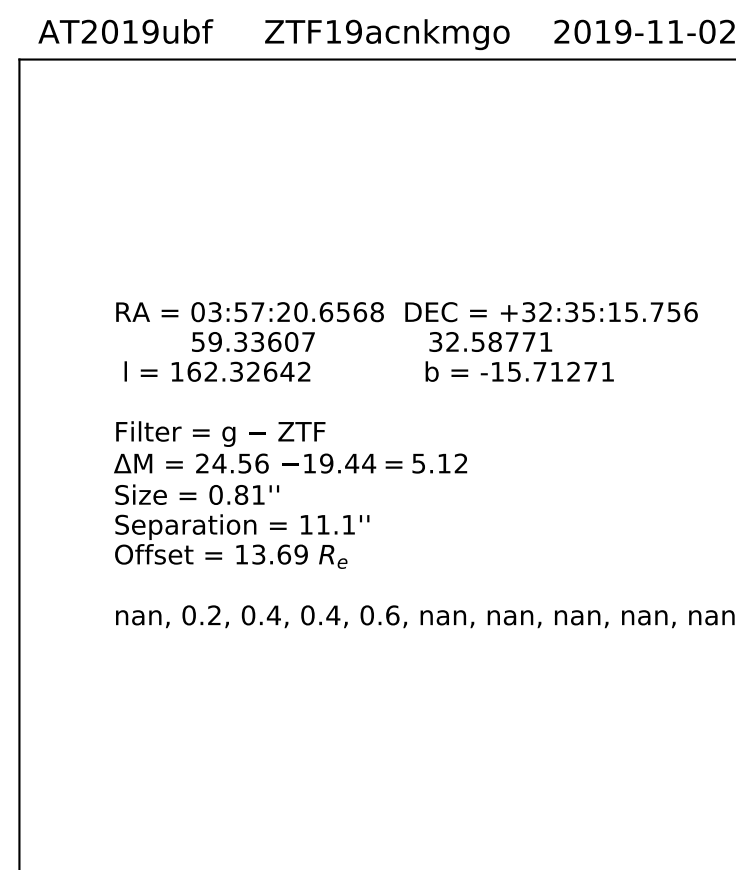 AT2019ubf ZTF19acnkmgo 2019-11-02
RA = 03:57:20.6568 DEC = +32:35:15.756
59.33607 32.58771
l = 162.32642 b = -15.71271
Filter = g − ZTF
ΔM = 24.56 −19.44 = 5.12
Size = 0.81''
Separation = 11.1''
Offset = 13.69 Rₑ
nan, 0.2, 0.4, 0.4, 0.6, nan, nan, nan, nan, nan